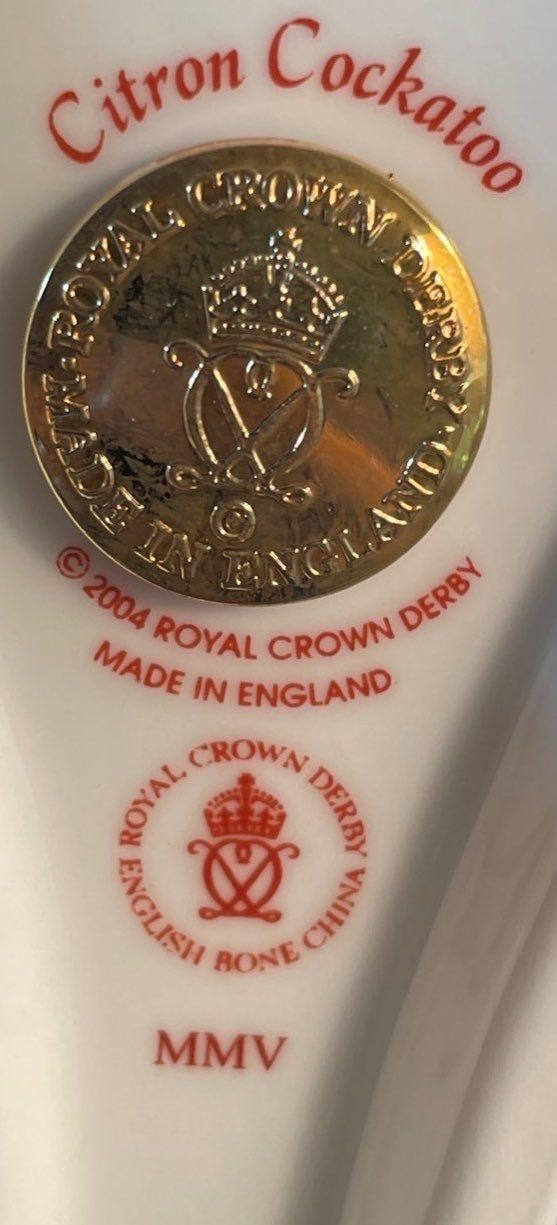 Citron Cockatoo
ROYAL CROWN DERBY
MADE IN ENGLAND
©
© 2004 ROYAL CROWN DERBY
MADE IN ENGLAND
ROYAL CROWN DERBY
ENGLISH BONE CHINA
MMV